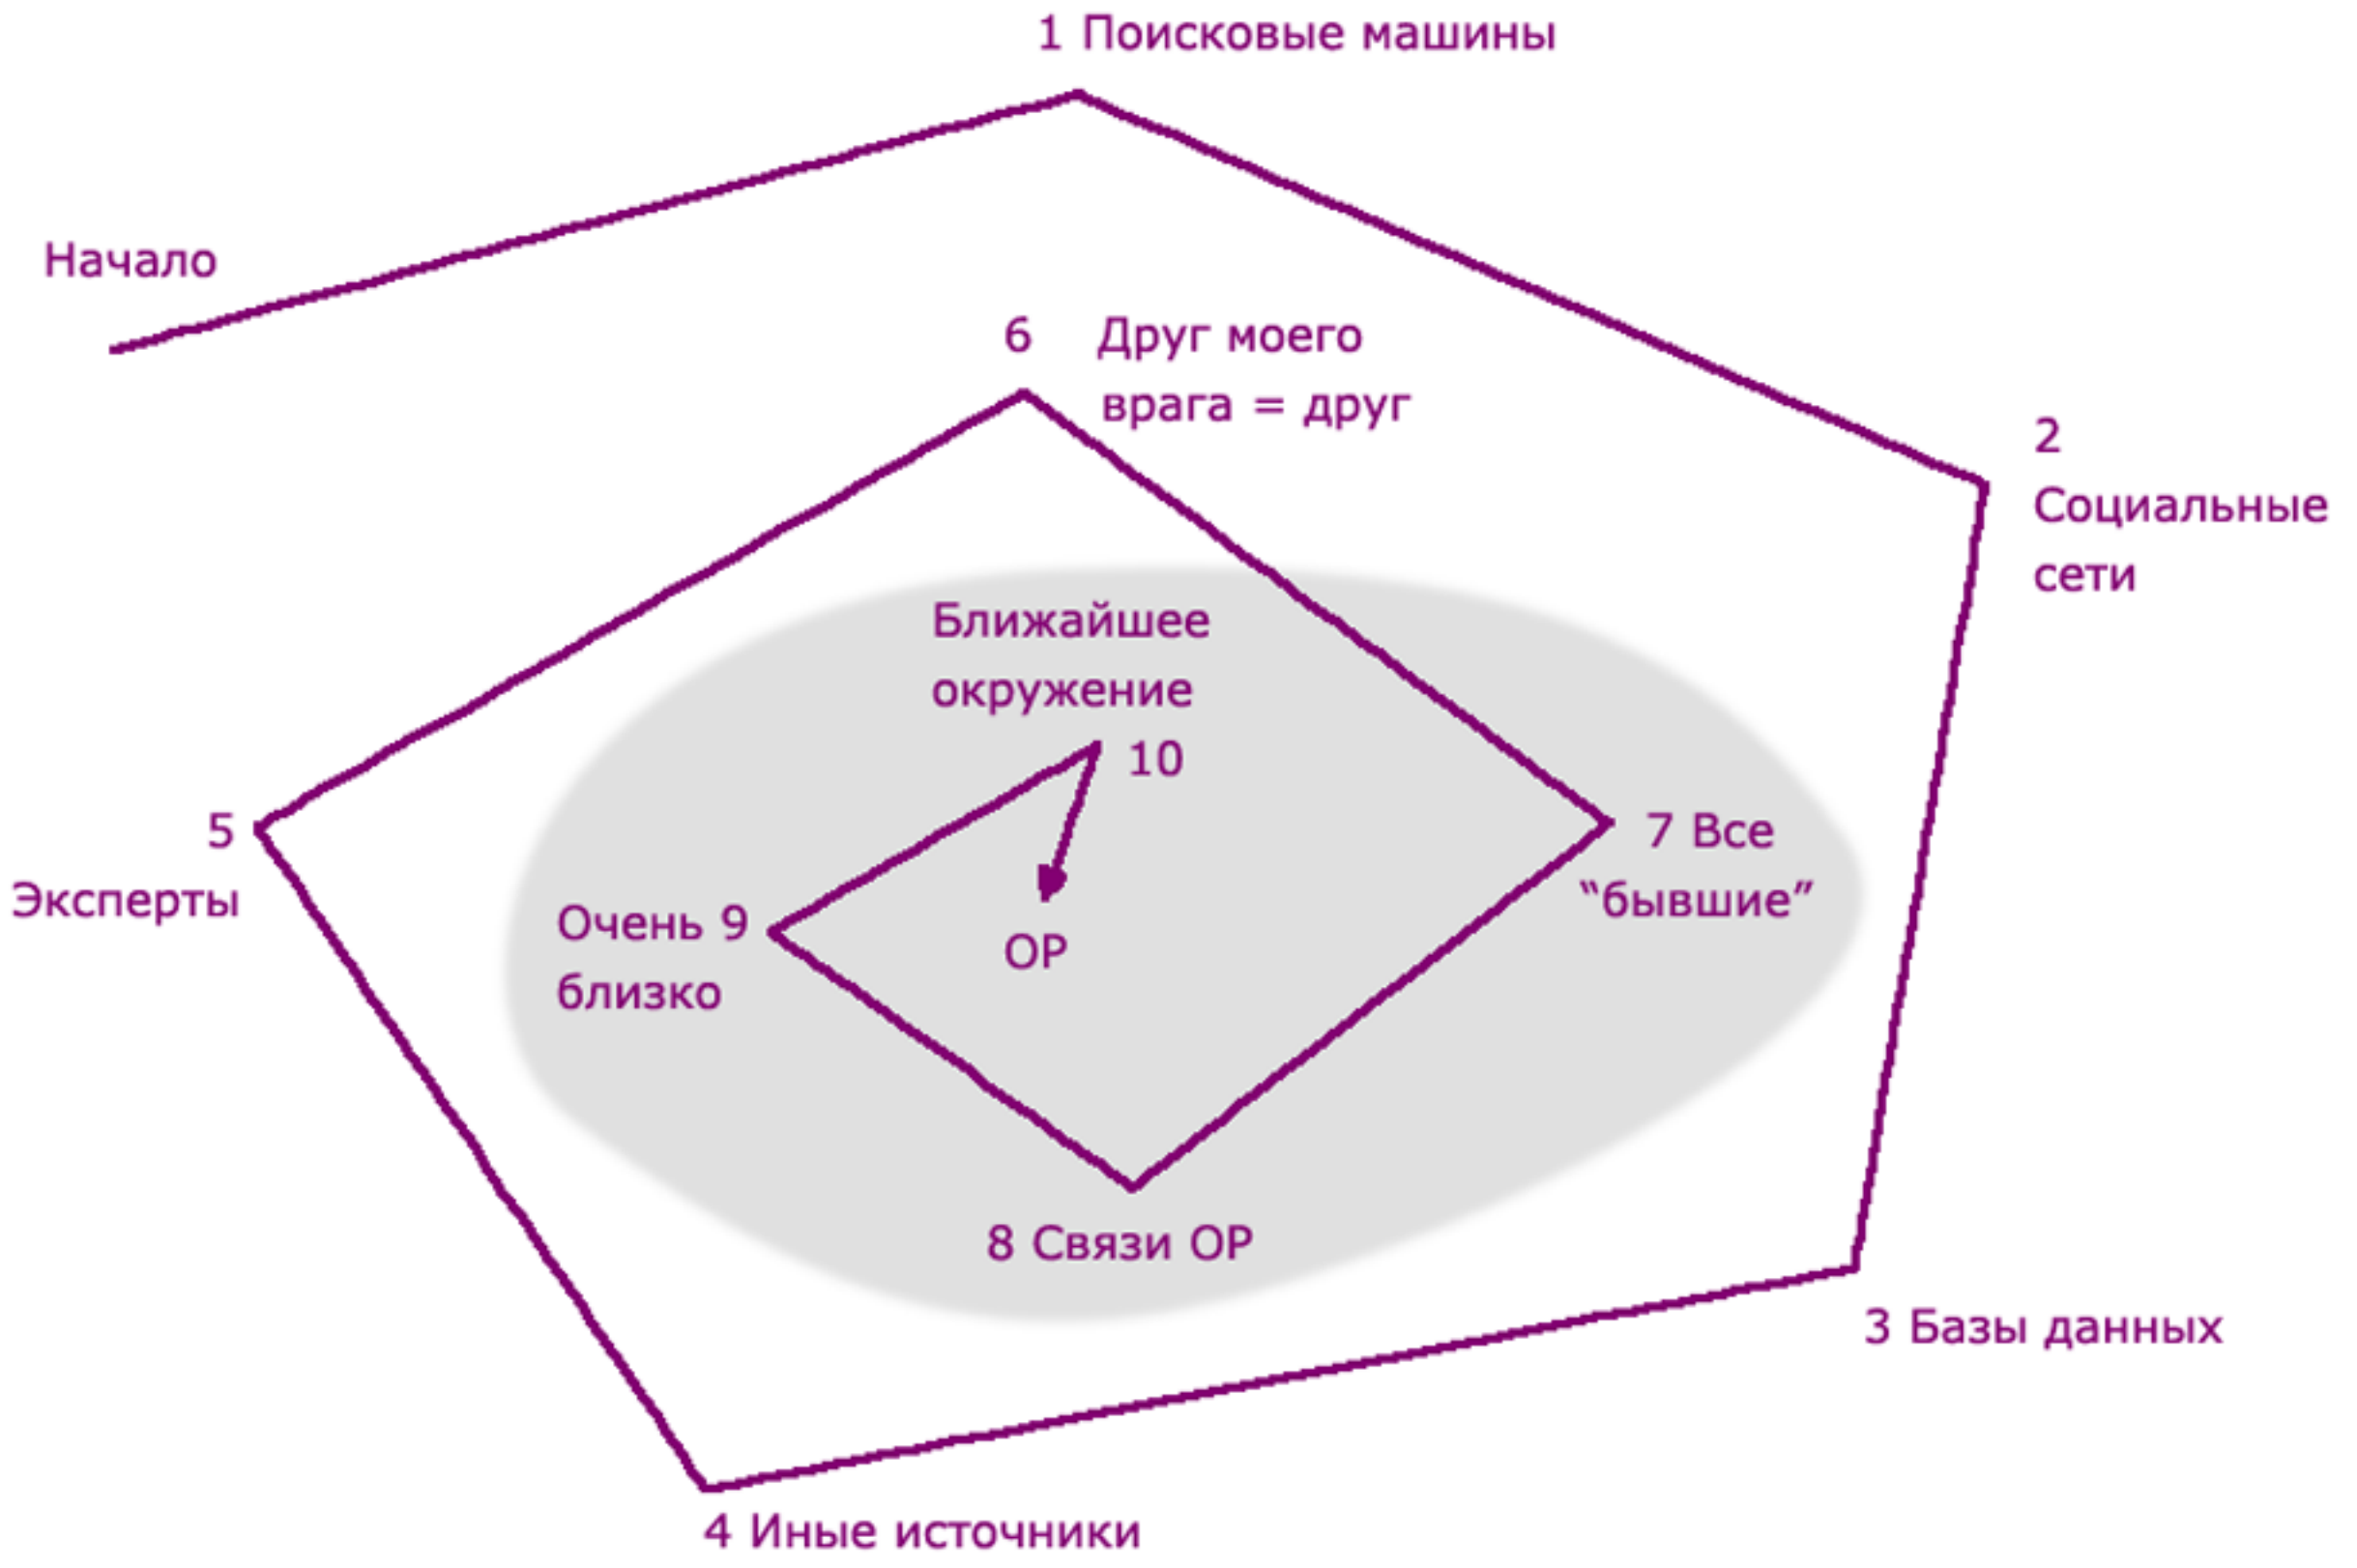 1 Поисковые машины
Начало
6 Друг моего
врага = друг
2
Социальные
сети
Ближайшее
окружение
10
5
Эксперты
7 Все
“бывшие”
Очень 9
близко
ОР
8 Связи ОР
3 Базы данных
4 Иные источники